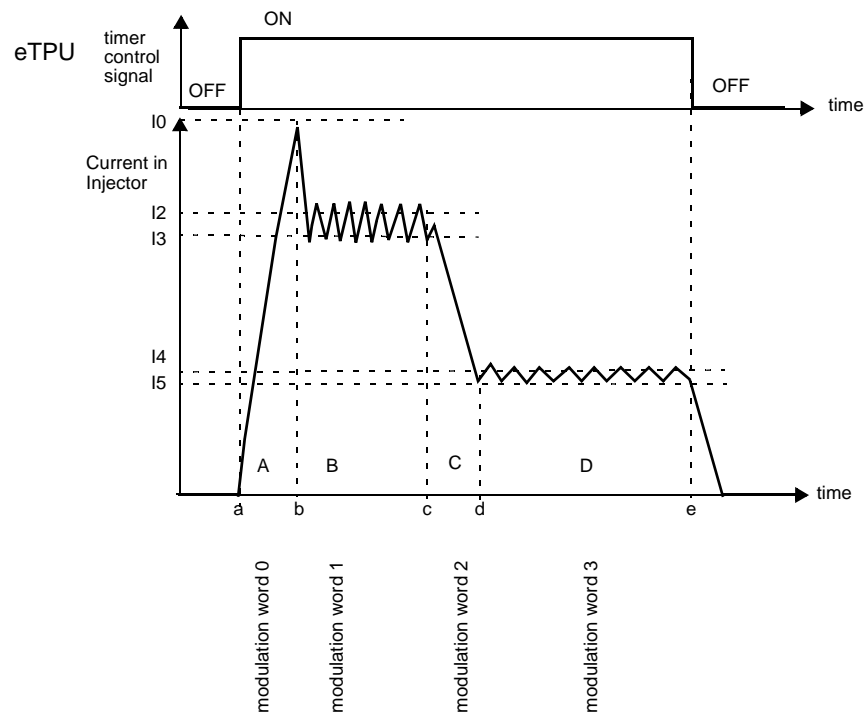 ON
eTPU
timer
control
signal
OFF
OFF
time
I0
Current in
Injector
I2
I3
I4
I5
A
B
C
D
time
a
b
c
d
e
modulation word 0
modulation word 1
modulation word 2
modulation word 3